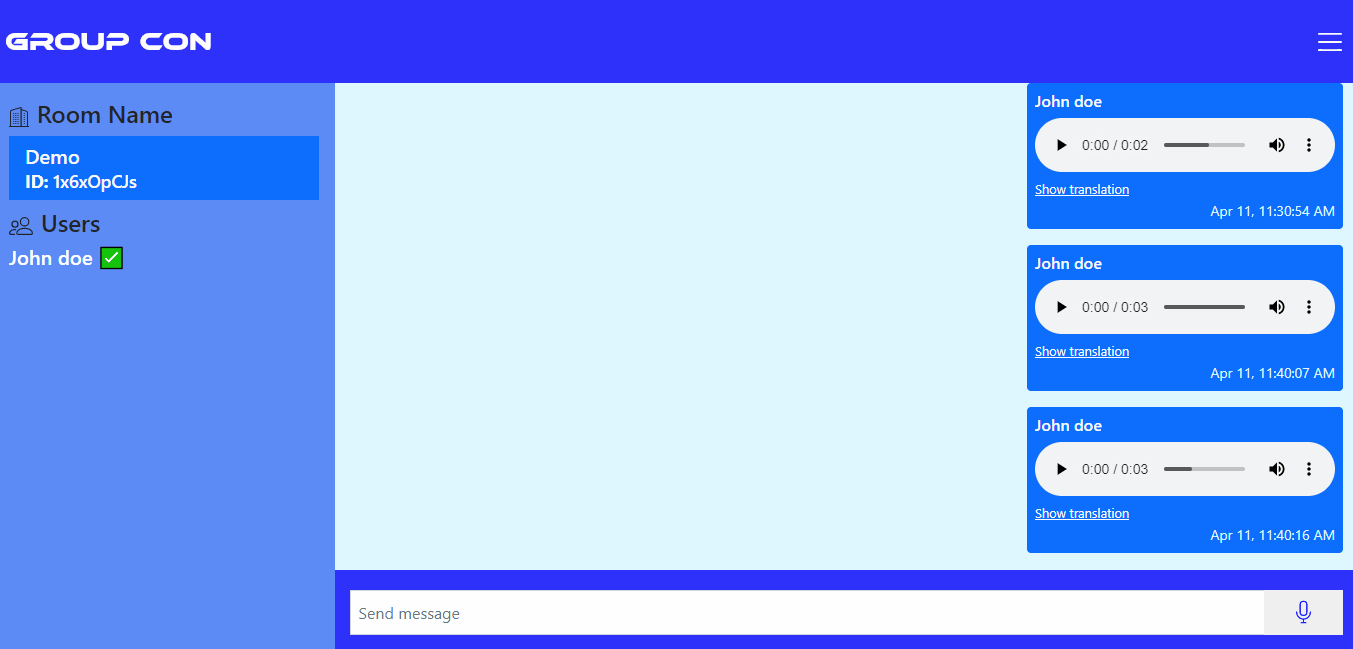 GROUP CON
Room Name
Demo
ID: 1x6xOpCJs
Users
John doe
John doe
0:00 / 0:02
Show translation
Apr 11, 11:30:54 AM
John doe
0:00 / 0:03
Show translation
Apr 11, 11:40:07 AM
John doe
0:00 / 0:03
Show translation
Apr 11, 11:40:16 AM
Send message